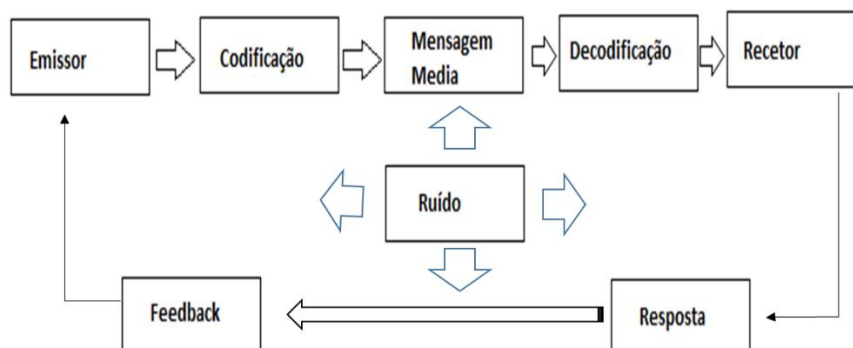 Emissor
Codificação
Mensagem
Media
Decodificação
Recetor
Ruído
Feedback
Resposta